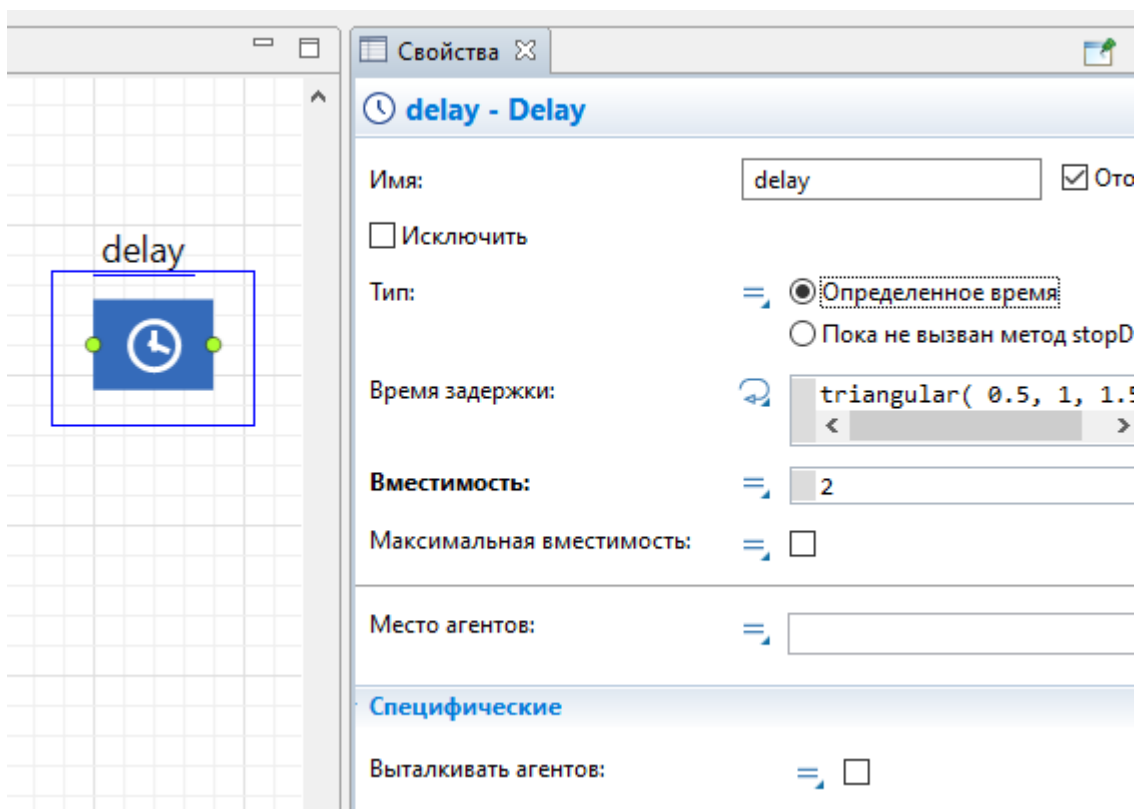 Свойства
delay - Delay
Имя:
delay
Ото
Исключить
delay
Тип:
Определенное время
Пока не вызван метод stopD
Время задержки:
triangular( 0.5, 1, 1.5
Вместимость:
2
Максимальная вместимость:
Место агентов:
Специфические
Выталкивать агентов: